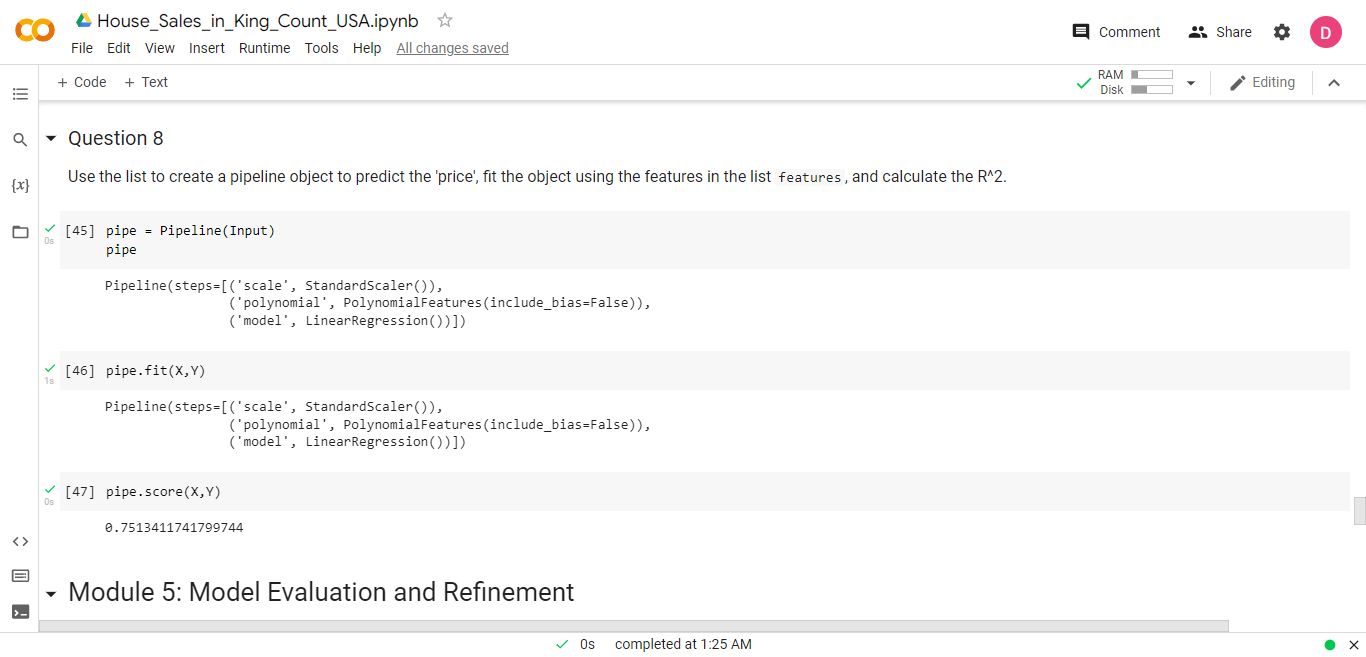 House_Sales_in_King_Count_USA.ipynb
File Edit View Insert Runtime Tools Help All changes saved
Comment Share D
+ Code + Text
RAM
Disk
Editing
Question 8
Use the list to create a pipeline object to predict the 'price', fit the object using the features in the list features, and calculate the R^2.
[45] pipe = Pipeline(Input)
0s
pipe
Pipeline(steps=[('scale', StandardScaler()),
('polynomial', PolynomialFeatures(include_bias=False)),
('model', LinearRegression())])
[46] pipe.fit(X,Y)
1s
Pipeline(steps=[('scale', StandardScaler()),
('polynomial', PolynomialFeatures(include_bias=False)),
('model', LinearRegression())])
[47] pipe.score(X,Y)
0s
0.7513411741799744
Module 5: Model Evaluation and Refinement
0s completed at 1:25 AM